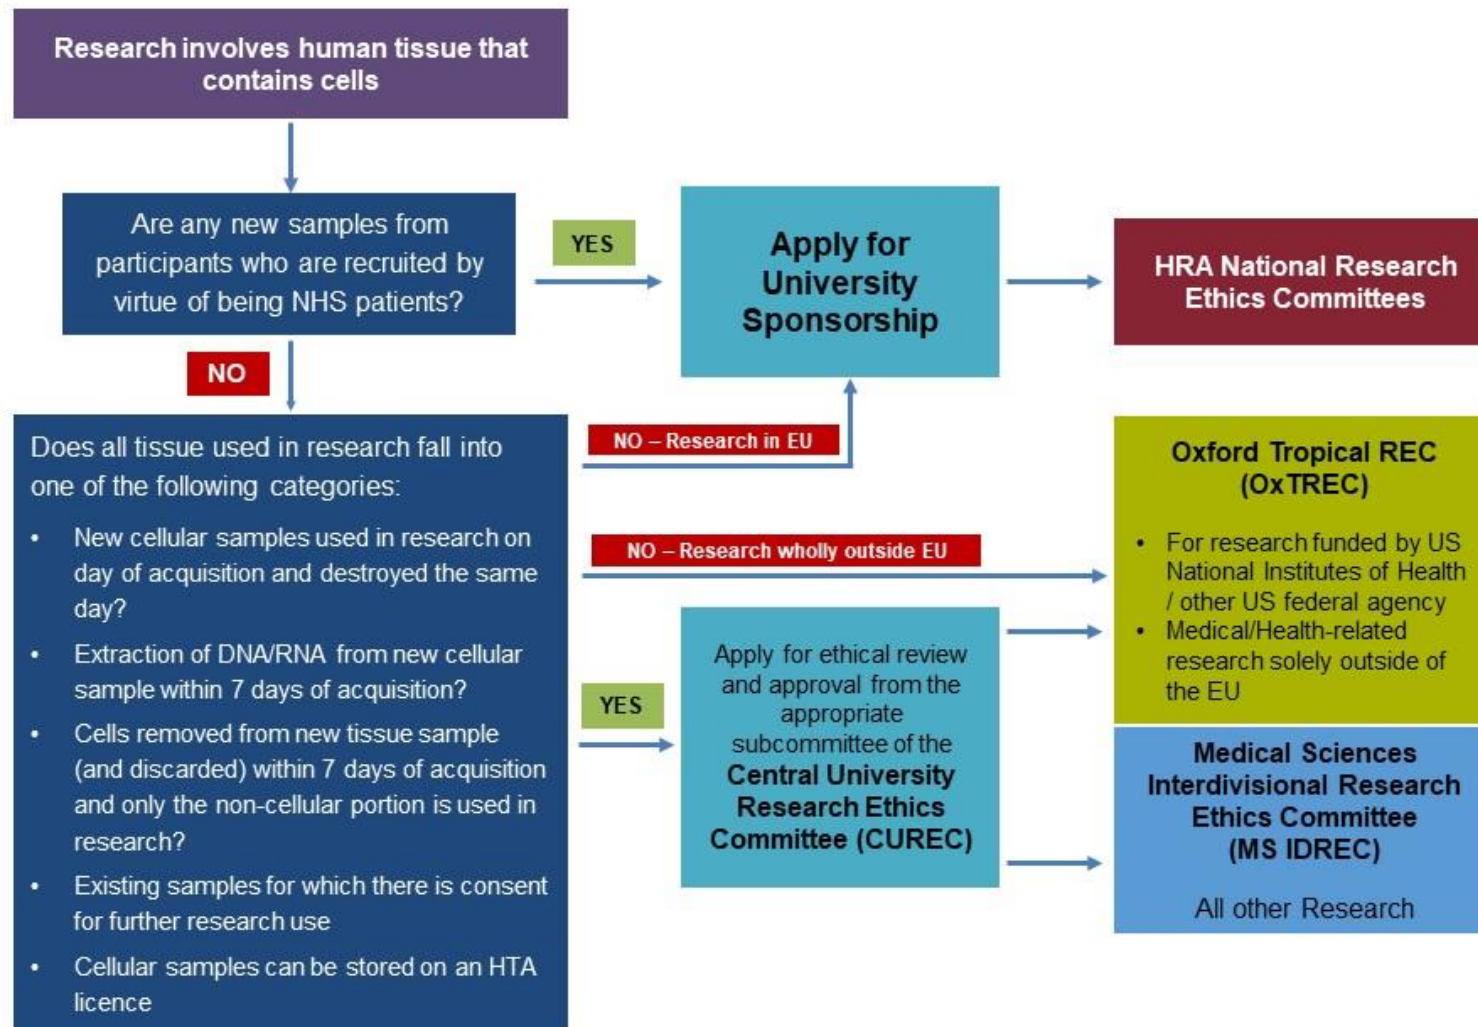 Research involves human tissue that
contains cells
Are any new samples from
participants who are recruited by
virtue of being NHS patients?
YES
Apply for
University
Sponsorship
HRA National Research
Ethics Committees
NO
Does all tissue used in research fall into
one of the following categories:
• New cellular samples used in research on
day of acquisition and destroyed the same
day?
• Extraction of DNA/RNA from new cellular
sample within 7 days of acquisition?
• Cells removed from new tissue sample
(and discarded) within 7 days of acquisition
and only the non-cellular portion is used in
research?
• Existing samples for which there is consent
for further research use
• Cellular samples can be stored on an HTA
licence
NO – Research in EU
NO – Research wholly outside EU
YES
Apply for ethical review
and approval from the
appropriate
subcommittee of the
Central University
Research Ethics
Committee (CUREC)
Oxford Tropical REC
(OxTREC)
• For research funded by US
National Institutes of Health
/ other US federal agency
• Medical/Health-related
research solely outside of
the EU
Medical Sciences
Interdivisional Research
Ethics Committee
(MS IDREC)
All other Research